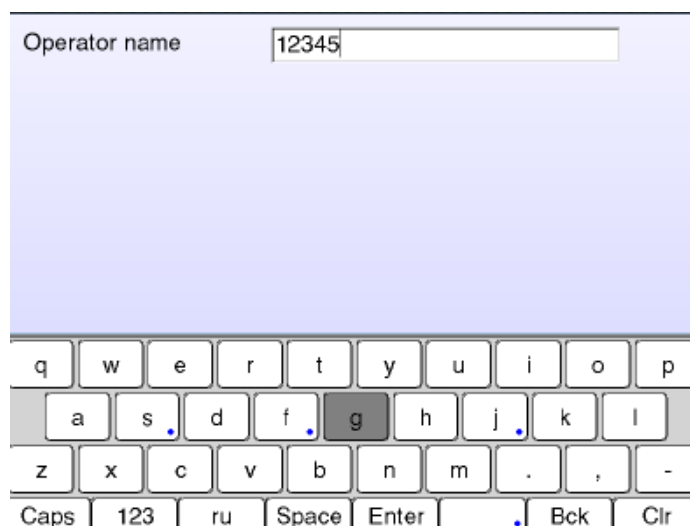 Operator name 12345
q w e r t y u i o p
a s d f g h j k l
z x c v b n m . , -
Caps 123 ru Space Enter Bck Clr